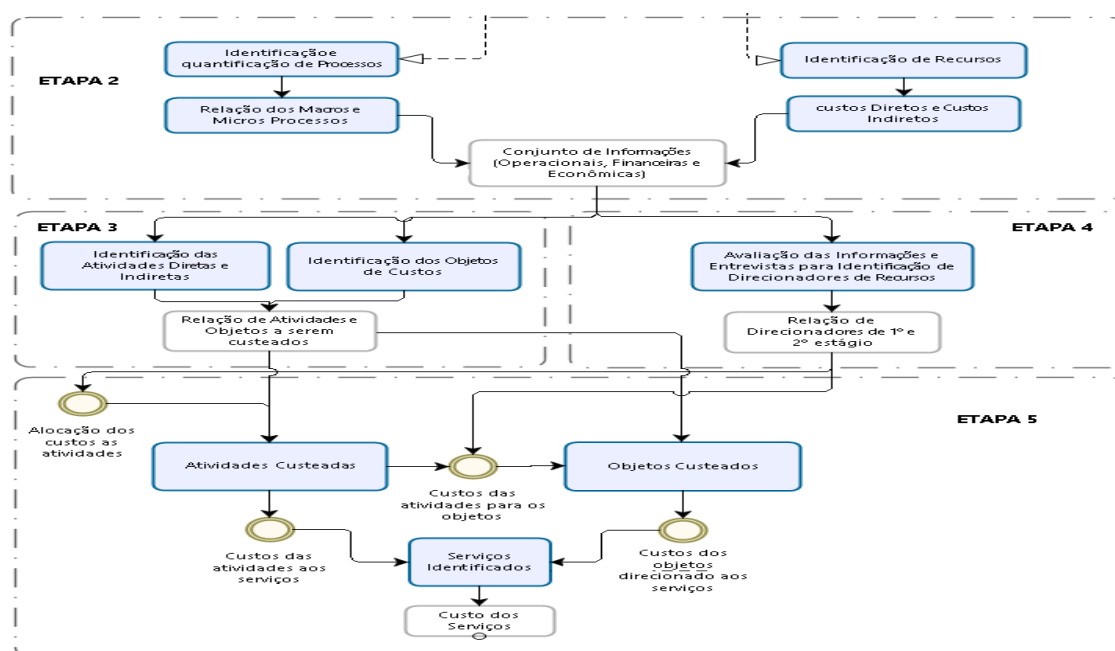 ETAPA 2
Identificaçãoe
quantificação de Processos
Identificação de Recursos
Relação dos Macros e
Micros Processos
custos Diretos e Custos
Indiretos
Conjunto de Informações
(Operacionais, Financeiras e
Econômicas)
ETAPA 3
ETAPA 4
Identificação das
Atividades Diretas e
Indiretas
Identificação dos Objetos
de Custos
Avaliação das Informações e
Entrevistas para Identificação de
Direcionadores de Recursos
Relação de Atividades e
Objetos a serem
custeados
Relação de
Direcionadores de 1º e
2º estágio
ETAPA 5
Alocação dos
custos as
atividades
Atividades Custeadas
Objetos Custeados
Custos das
atividades para os
objetos
Custos das
atividades aos
serviços
Serviços
Identificados
Custos dos
objetos
direcionado aos
serviços
Custo dos
Serviços